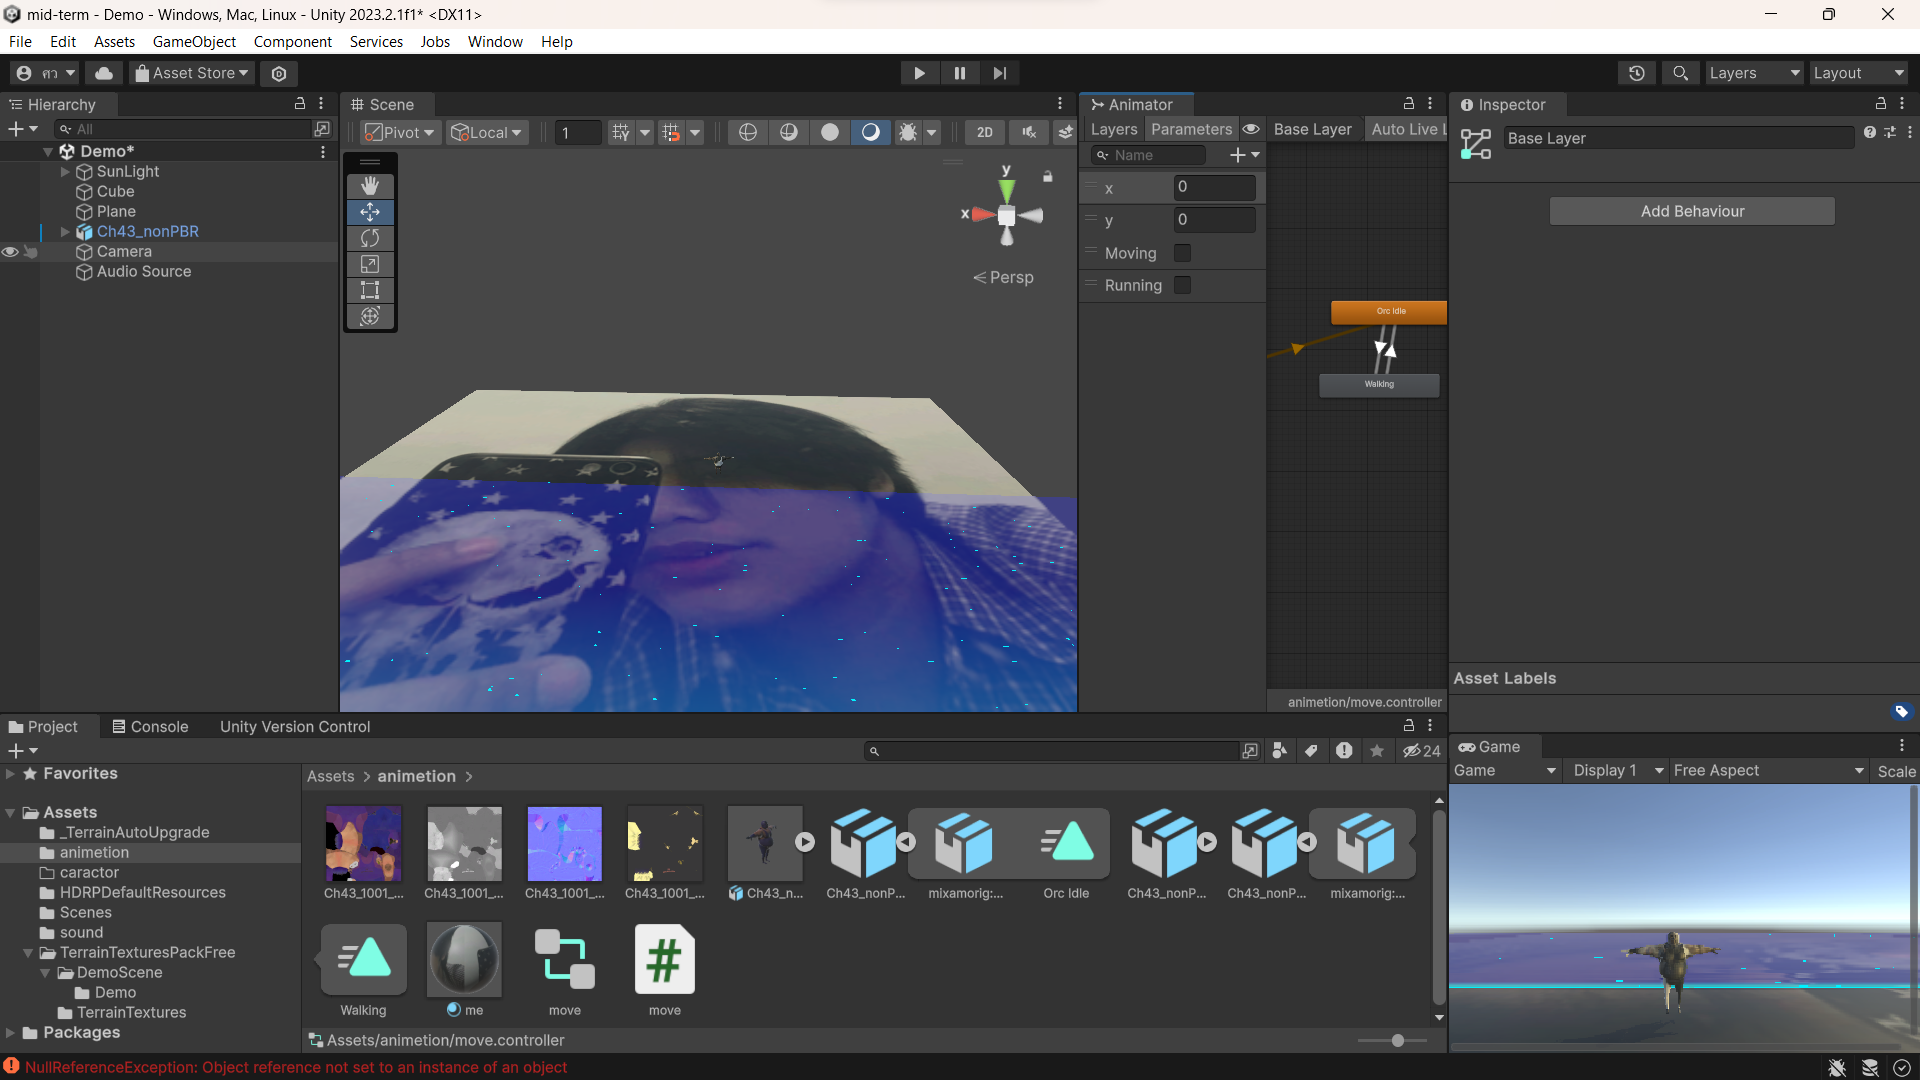 mid-term - Demo - Windows, Mac, Linux - Unity 2023.2.1f1* <DX11>
File Edit Assets GameObject Component Services Jobs Window Help
ศว Asset Store Layers Layout
Hierarchy
All
Demo*
SunLight
Cube
Plane
Ch43_nonPBR
Camera
Audio Source
Scene
Pivot Local 1 2D
y
x
Persp
Animator
Layers Parameters Base Layer Auto Live L
Name
x 0
y 0
Moving
Running
Orc Idle
Walking
animetion/move.controller
Inspector
Base Layer
Add Behaviour
Asset Labels
Project Console Unity Version Control
24
Favorites
Assets
_TerrainAutoUpgrade
animetion
caractor
HDRPDefaultResources
Scenes
sound
TerrainTexturesPackFree
DemoScene
Demo
TerrainTextures
Packages
Assets > animetion >
Ch43_1001_... Ch43_1001_... Ch43_1001_... Ch43_1001_... Ch43_n... Ch43_nonP... mixamorig:... Orc Idle Ch43_nonP... Ch43_nonP... mixamorig:...
Walking me move move
#
Assets/animetion/move.controller
Game
Game Display 1 Free Aspect Scale
NullReferenceException: Object reference not set to an instance of an object